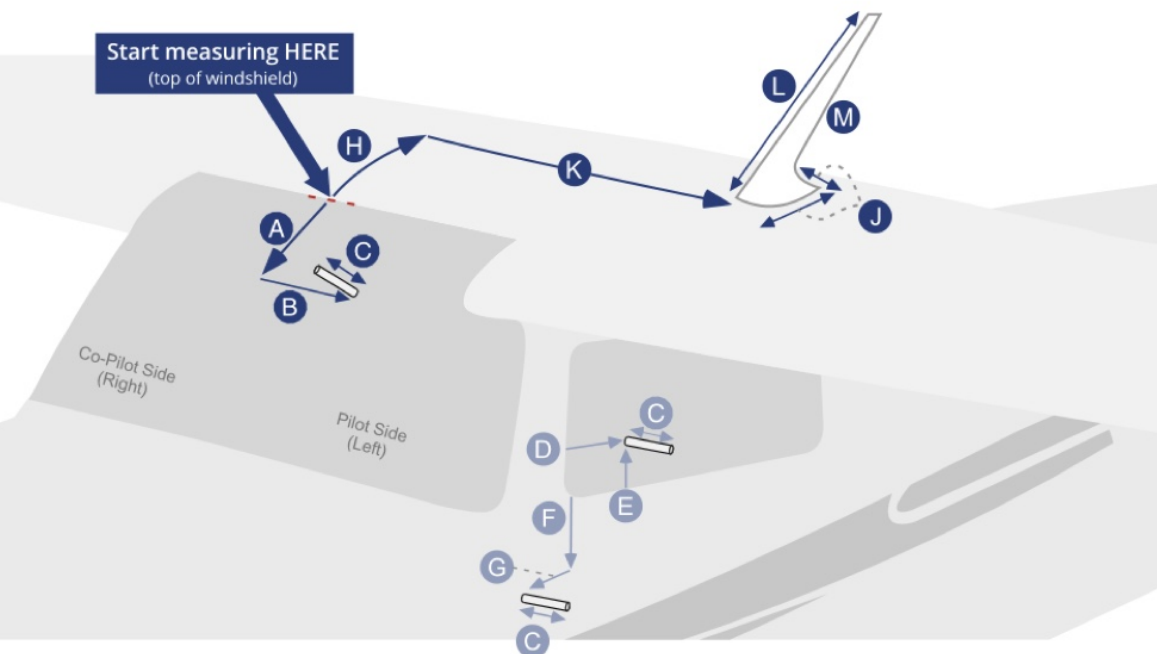 Start measuring HERE
(top of windshield)
L
M
H
K
J
A
C
B
Co-Pilot Side
(Right)
Pilot Side
(Left)
C
D
E
F
G
C